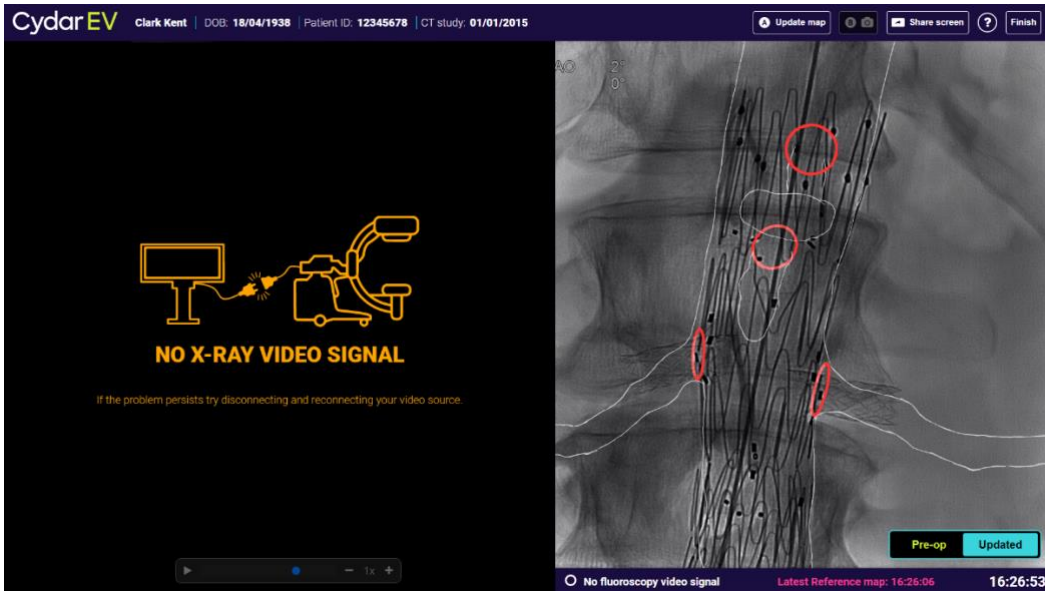 Cydar EV Clark Kent DOB: 18/04/1938 Patient ID: 12345678 CT study: 01/01/2015 A Update map B Share screen ? Finish
AO 2°
0°
NO X-RAY VIDEO SIGNAL
If the problem persists try disconnecting and reconnecting your video source.
1x
Pre-op Updated
No fluoroscopy video signal Latest Reference map: 16:26:06 16:26:53